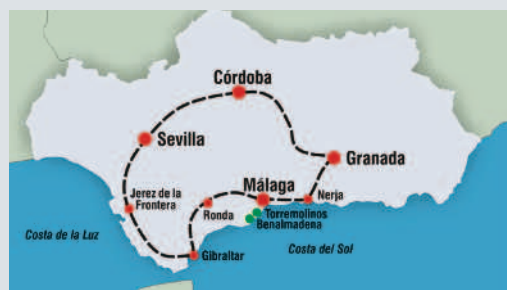 Córdoba
Sevilla
Granada
Málaga
Jerez de la
Frontera
Ronda
Nerja
Torremolinos
Benalmadena
Costa de la Luz
Costa del Sol
Gibraltar